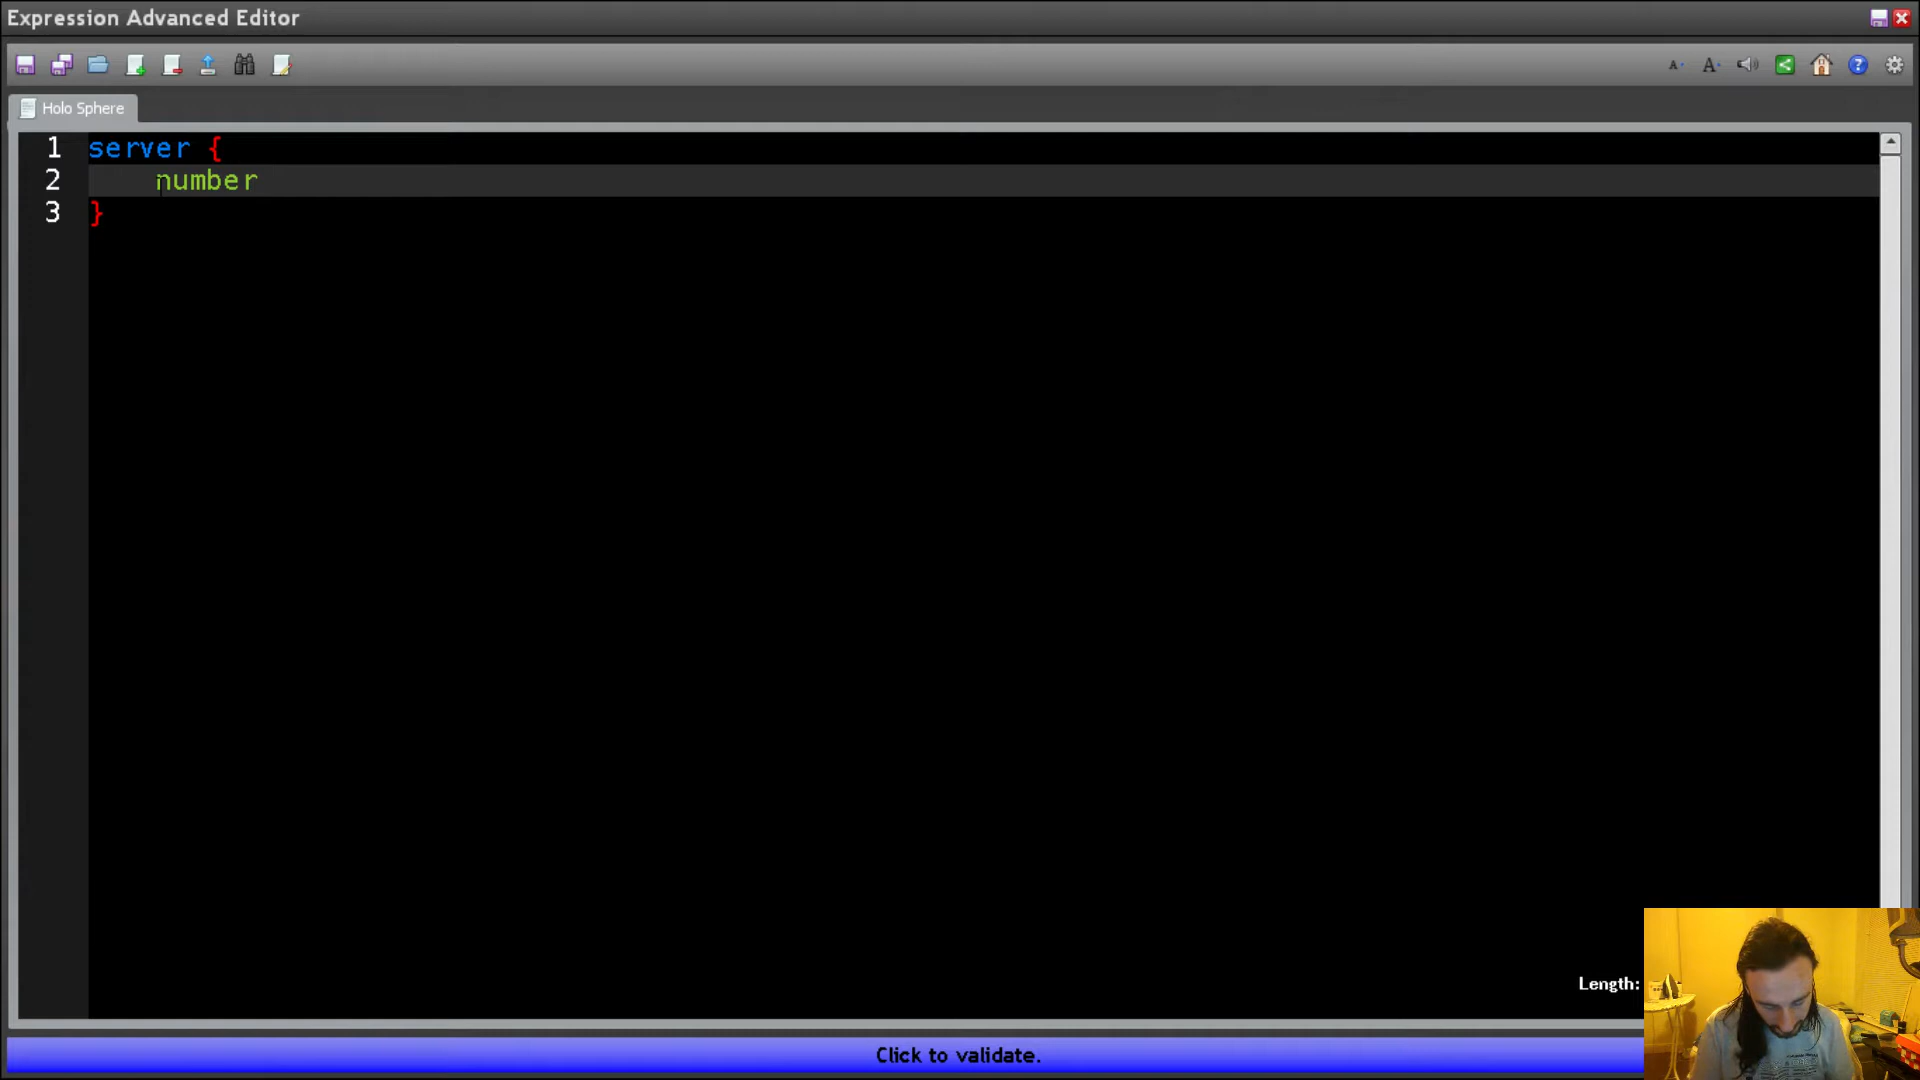 Expression Advanced Editor
A A
Holo Sphere
1 server {
2 number
3 }
Length:
Click to validate.